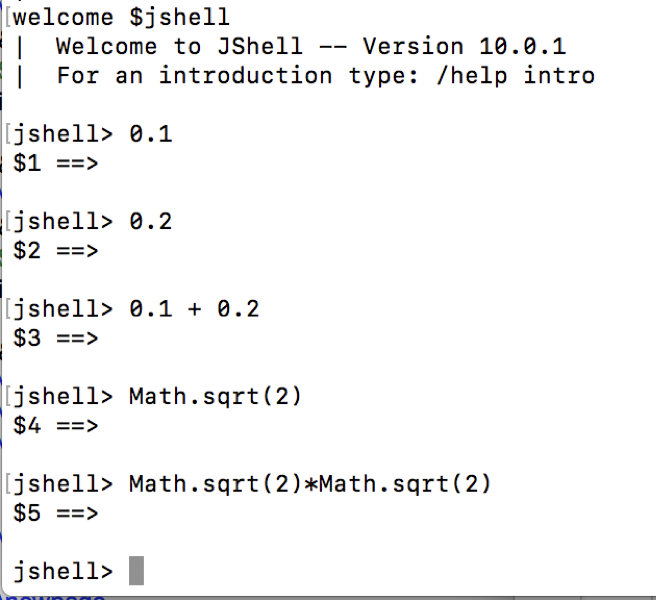 [welcome $jshell
| Welcome to JShell -- Version 10.0.1
| For an introduction type: /help intro
[jshell> 0.1
$1 ==>
[jshell> 0.2
$2 ==>
[jshell> 0.1 + 0.2
$3 ==>
[jshell> Math.sqrt(2)
$4 ==>
[jshell> Math.sqrt(2)*Math.sqrt(2)
$5 ==>
jshell>